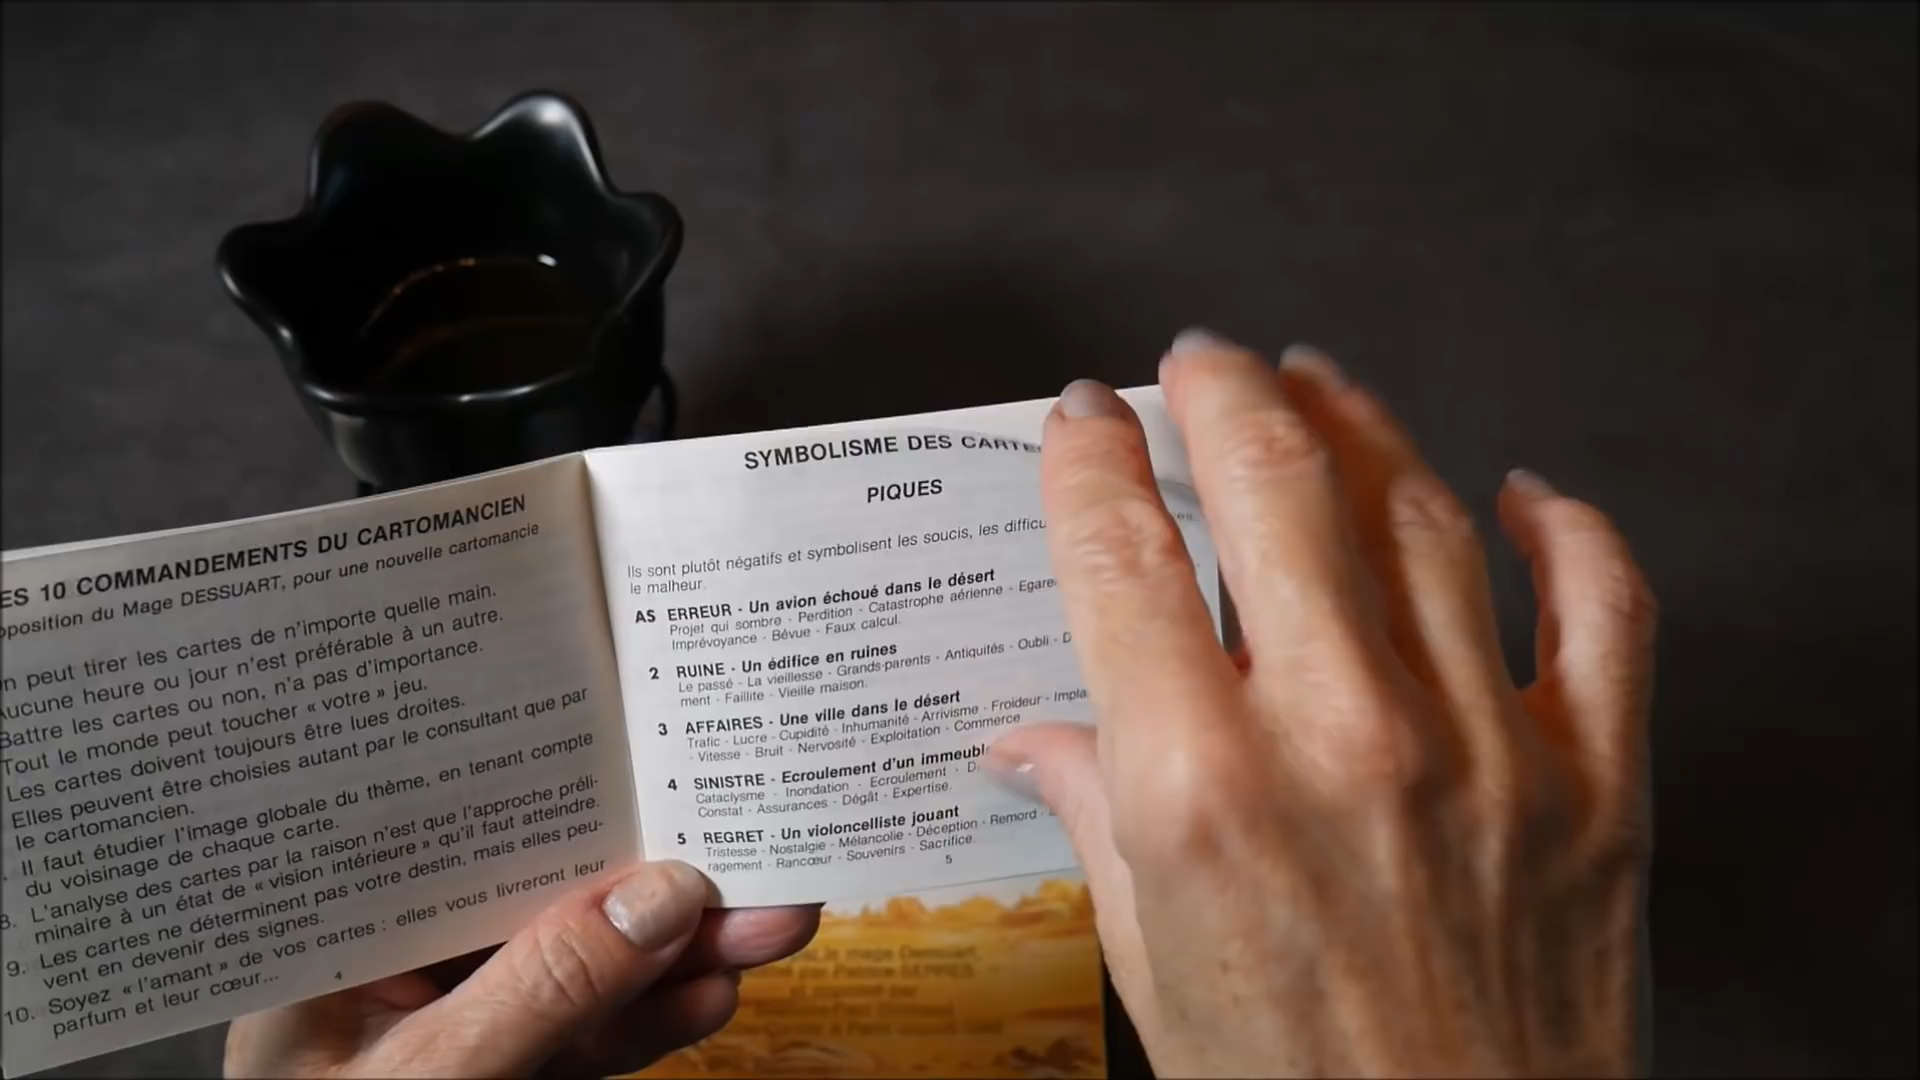 ES 10 COMMANDEMENTS DU CARTOMANCIEN
position du Mage DESSUART, pour une nouvelle cartomancie
n peut tirer les cartes de n'importe quelle main.
Aucune heure ou jour n'est préférable à un autre.
Battre les cartes ou non, n'a pas d'importance.
Tout le monde peut toucher « votre » jeu.
Les cartes doivent toujours être lues droites.
Elles peuvent être choisies autant par le consultant que par
le cartomancien.
Il faut étudier l'image globale du thème, en tenant compte
du voisinage de chaque carte.
8. L'analyse des cartes par la raison n'est que l'approche préli-
minaire à un état de « vision intérieure » qu'il faut atteindre.
9. Les cartes ne déterminent pas votre destin, mais elles peu-
vent en devenir des signes.
10. Soyez « l'amant » de vos cartes : elles vous livreront leur
parfum et leur cœur...
4
SYMBOLISME DES CARTE
PIQUES
Ils sont plutôt négatifs et symbolisent les soucis, les difficu
le malheur.
AS ERREUR - Un avion échoué dans le désert
Projet qui sombre - Perdition - Catastrophe aérienne - Egare
Imprévoyance - Bévue - Faux calcul.
2 RUINE - Un édifice en ruines
Le passé - La vieillesse - Grands-parents - Antiquités - Oubli - D
ment - Faillite - Vieille maison.
3 AFFAIRES - Une ville dans le désert
Trafic - Lucre - Cupidité - Inhumanité - Arrivisme - Froideur - Impla
- Vitesse - Bruit - Nervosité - Exploitation - Commerce
4 SINISTRE - Ecroulement d'un immeubl
Cataclysme - Inondation - Ecroulement - D
Constat - Assurances - Dégât - Expertise.
5 REGRET - Un violoncelliste jouant
Tristesse - Nostalgie - Mélancolie - Déception - Remord -
ragement - Rancœur - Souvenirs - Sacrifice.
5
le mage Dessuart,